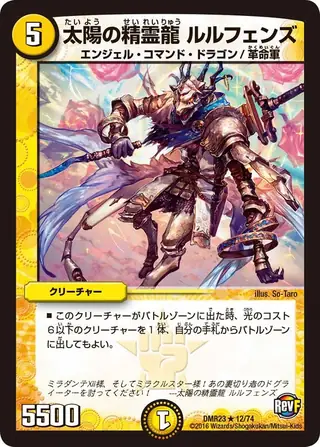 5
たいよう せいれいりゅう
太陽の精霊龍 ルルフェンズ
エンジェル・コマンド・ドラゴン/革命軍
かくめいぐん
illus. So-Taro
クリーチャー
■このクリーチャーがバトルゾーンに出た時、光のコスト
6以下のクリーチャーを1体、自分の手札からバトルゾーン
に出してもよい。
ミラダンテXII様、そしてミラクルスター様!あの裏切り者のドグライーターを討ってください! ―太陽の精霊龍 ルルフェンズ
5500
1
RevF
DMR23★12/74
©2016 Wizards/Shogakukan/Mitsui-Kids